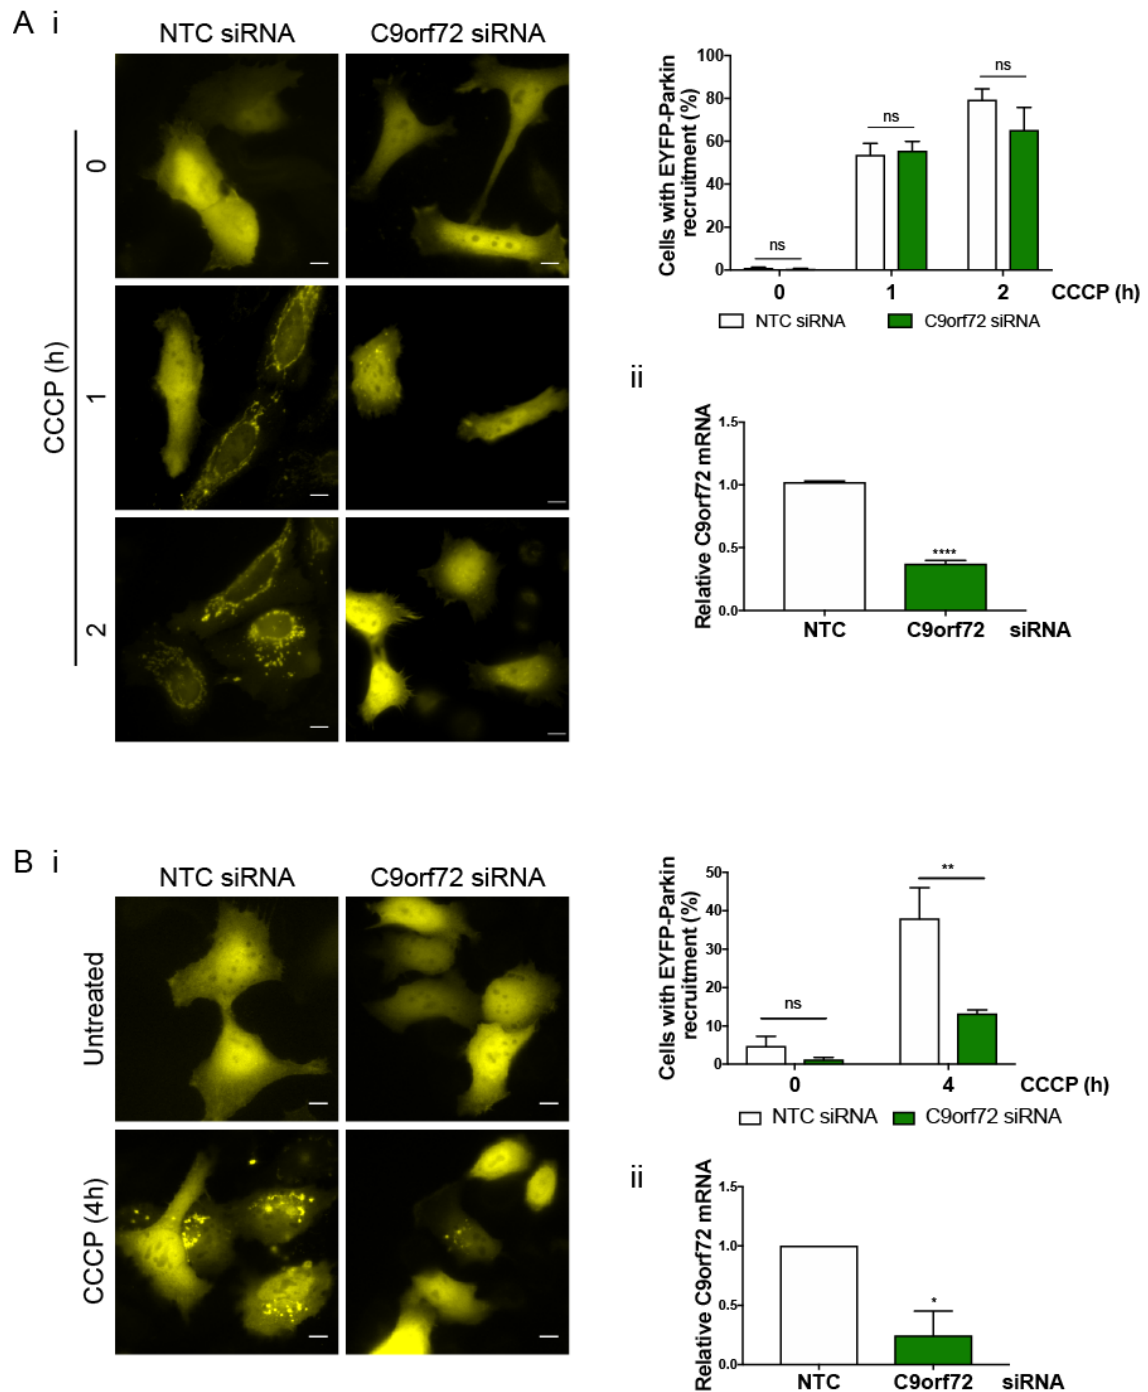 A i
NTC siRNA
C9orf72 siRNA
CCCP (h)
0
1
2
Cells with EYFP-Parkin
recruitment (%)
100
80
60
40
20
0
ns
ns
ns
0
1
2
CCCP (h)
NTC siRNA
C9orf72 siRNA
ii
Relative C9orf72 mRNA
1.5
1.0
0.5
0.0
****
NTC
C9orf72
siRNA
B i
NTC siRNA
C9orf72 siRNA
Untreated
CCCP (4h)
Cells with EYFP-Parkin
recruitment (%)
50
40
30
20
10
0
ns
**
0
4
CCCP (h)
NTC siRNA
C9orf72 siRNA
ii
Relative C9orf72 mRNA
1.5
1.0
0.5
0.0
*
NTC
C9orf72
siRNA